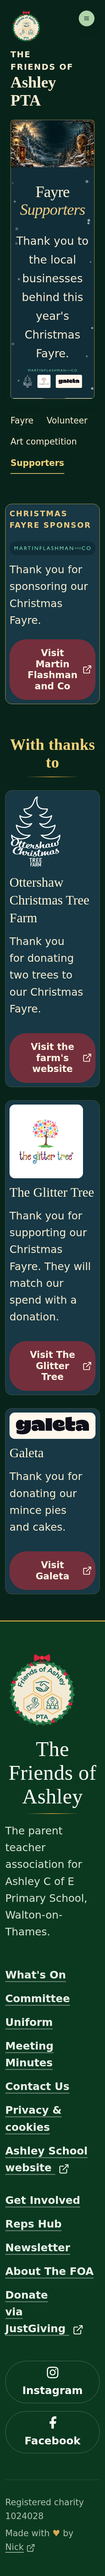 THE
FRIENDS OF
Ashley
PTA
Fayre
Supporters
Thank you to
the local
businesses
behind this
year's
Christmas
Fayre.
MARTINFLASHMAN—CO
galeta
Fayre Volunteer
Art competition
Supporters
CHRISTMAS
FAYRE SPONSOR
MARTINFLASHMAN—CO
Thank you for
sponsoring our
Christmas
Fayre.
Visit
Martin
Flashman
and Co
With thanks
to
Ottershaw
Christmas
TREE
FARM
Ottershaw
Christmas Tree
Farm
Thank you
for donating
two trees to
our Christmas
Fayre.
Visit the
farm's
website
the glitter tree
The Glitter Tree
Thank you for
supporting our
Christmas
Fayre. They will
match our
spend with a
donation.
Visit The
Glitter
Tree
galeta
Galeta
Thank you for
donating our
mince pies
and cakes.
Visit
Galeta
Friends of Ashley
PTA
The
Friends of
Ashley
The parent
teacher
association for
Ashley C of E
Primary School,
Walton-on-
Thames.
What's On
Committee
Uniform
Meeting
Minutes
Contact Us
Privacy &
cookies
Ashley School
website
Get Involved
Reps Hub
Newsletter
About The FOA
Donate
via
JustGiving
Instagram
Facebook
Registered charity
1024028
Made with ♥ by
Nick